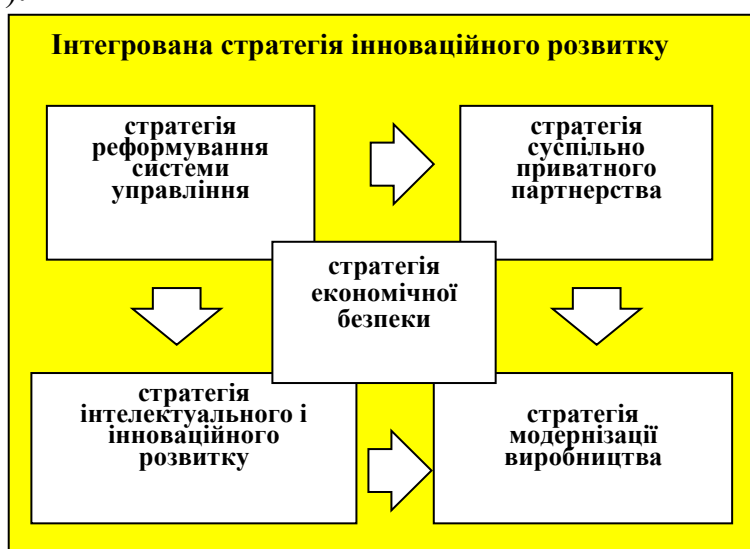 ).
Інтегрована стратегія інноваційного розвитку
стратегія
реформування
системи
управління
стратегія
суспільно
приватного
партнерства
стратегія
економічної
безпеки
стратегія
інтелектуального і
інноваційного
розвитку
стратегія
модернізації
виробництва